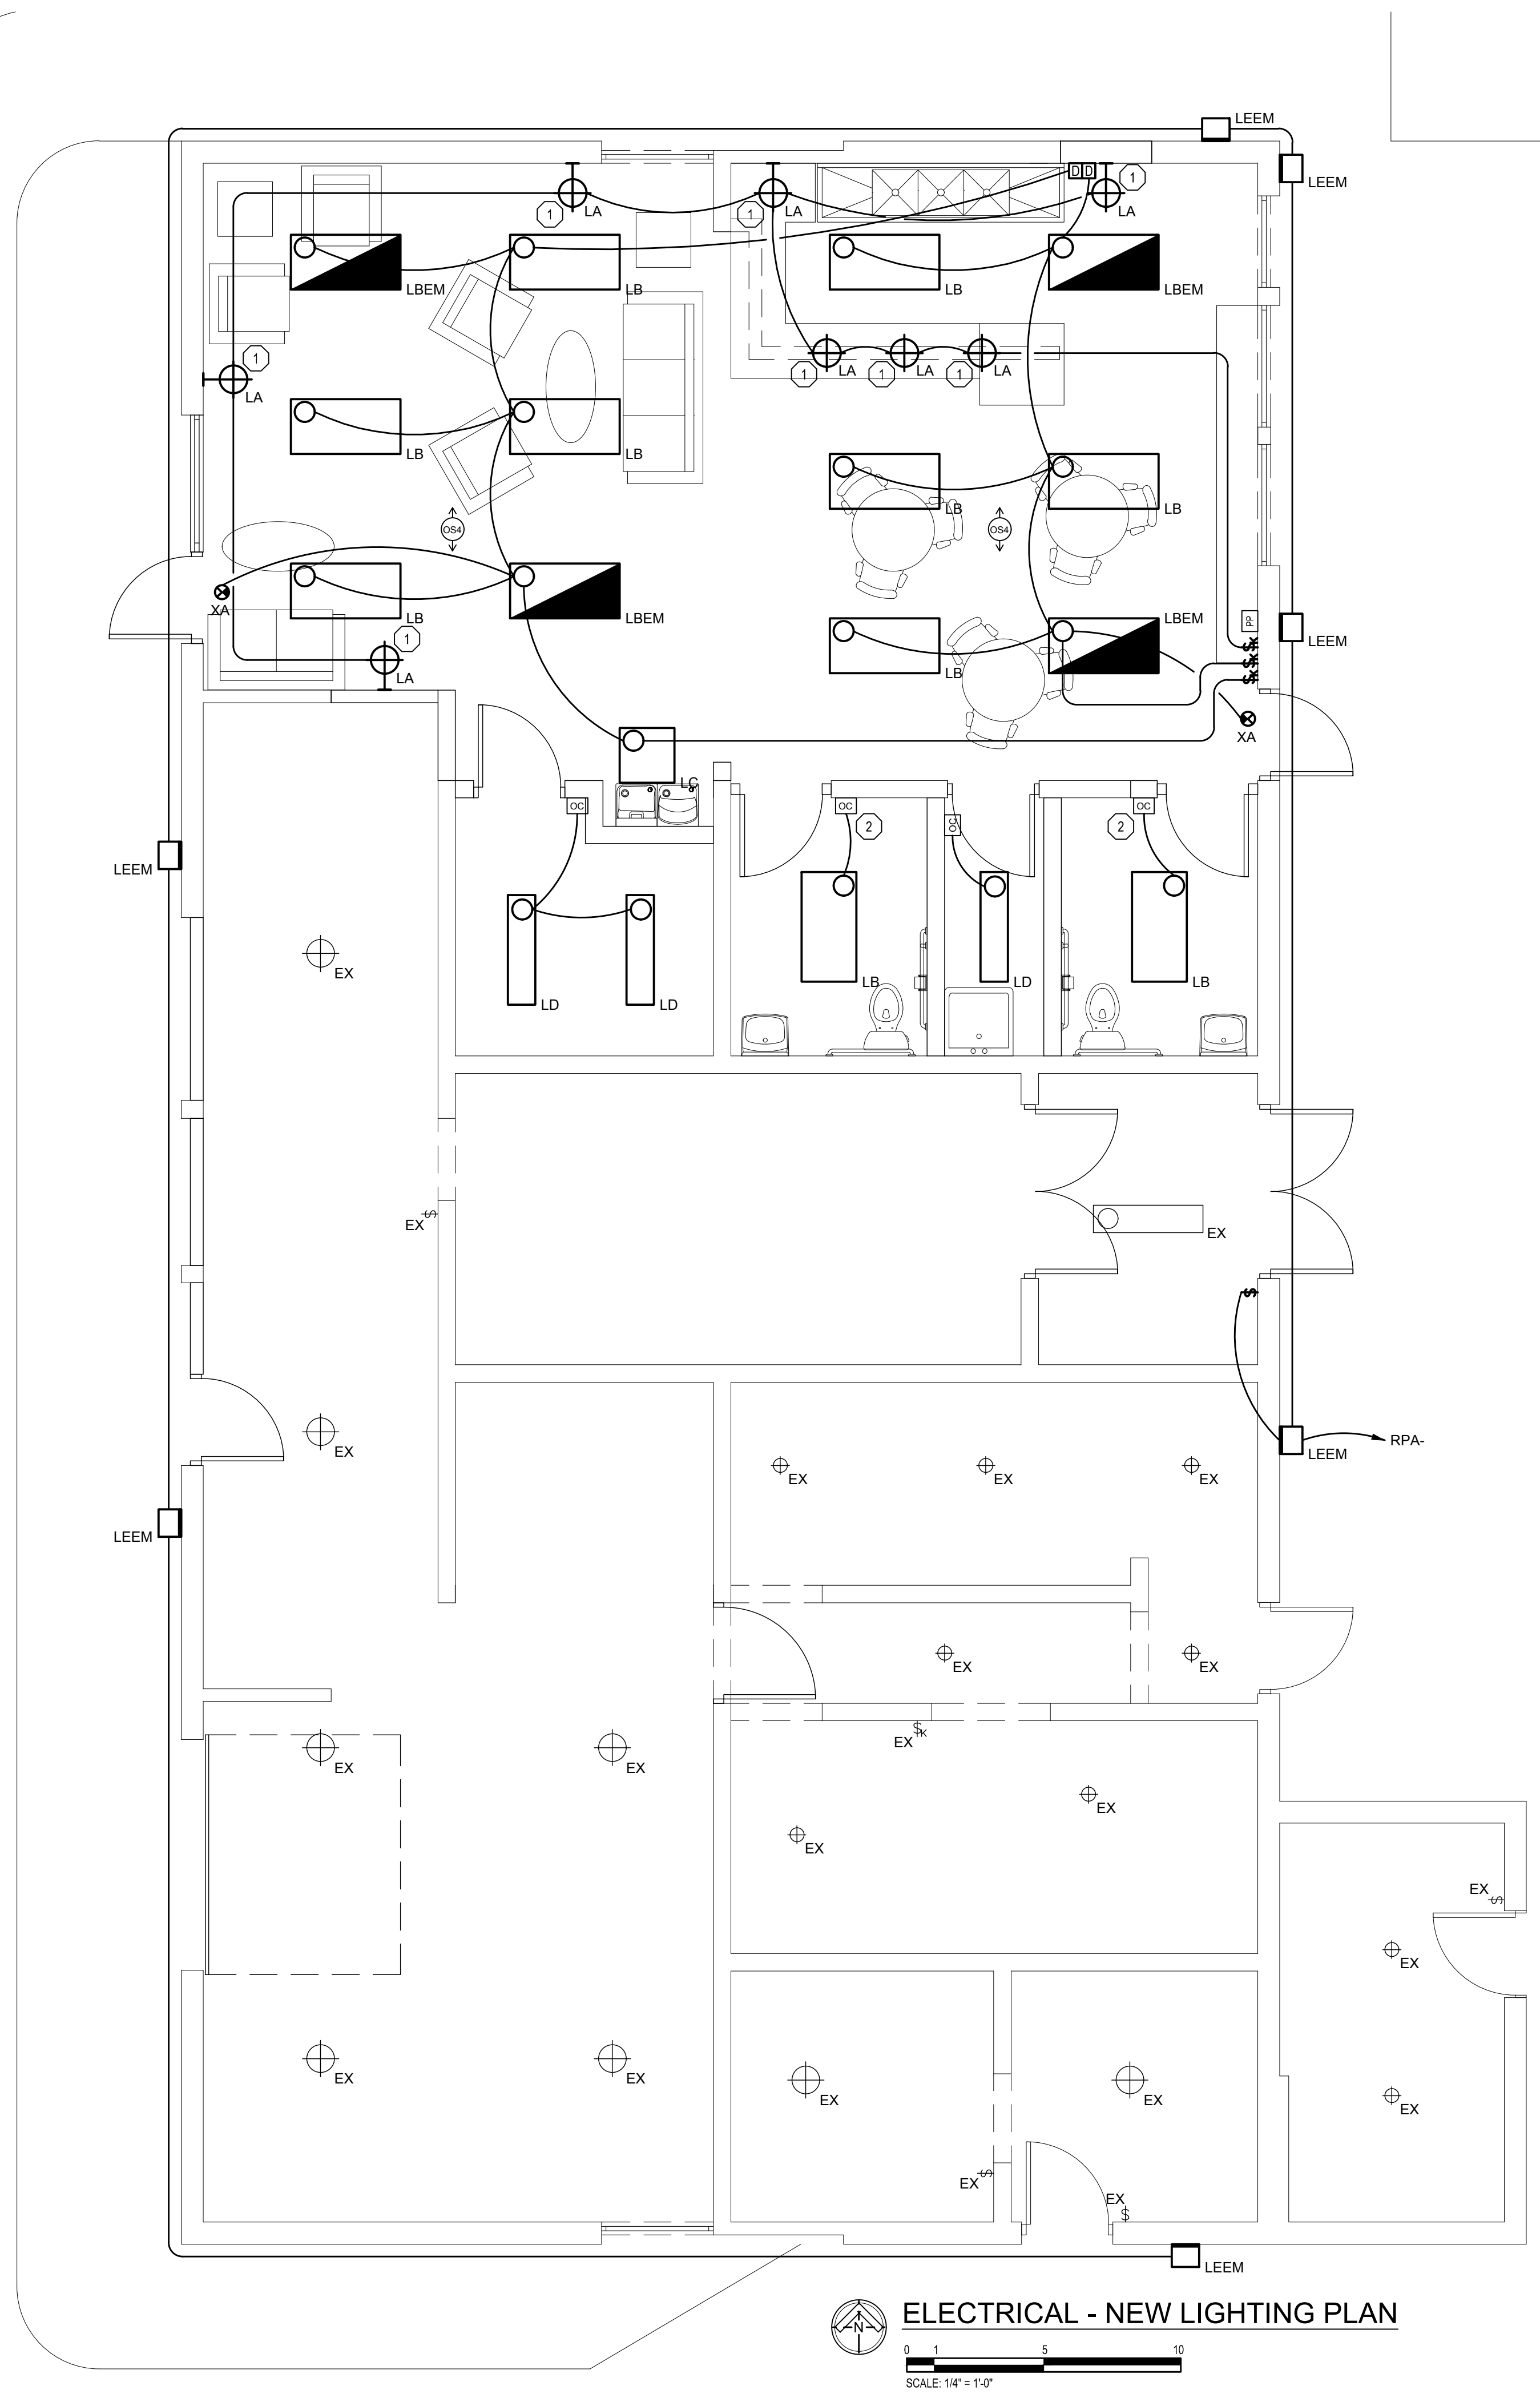 LEEM
LEEM
1
1
1
LA
LA
LA
D D
LBEM
LB
LB
LBEM
1
LA
1
LA
1
LA
1
LA
LB
LB
LB
LB
OS4
OS4
XA
LB
LBEM
LB
LBEM
PP
LEEM
$K
$K
$K
1
LA
XA
LC
OC
OC
2
OC
2
OC
LEEM
LD
LD
LB
LD
LB
EX
EX $
EX
$
EX
LEEM
RPA-
EX
EX
EX
LEEM
EX
EX
EX $K
EX
EX
EX
EX
EX $
EX
EX
EX
EX
EX
EX
EX $
EX
$
LEEM
N
ELECTRICAL - NEW LIGHTING PLAN
0 1 5 10
SCALE: 1/4" = 1'-0"